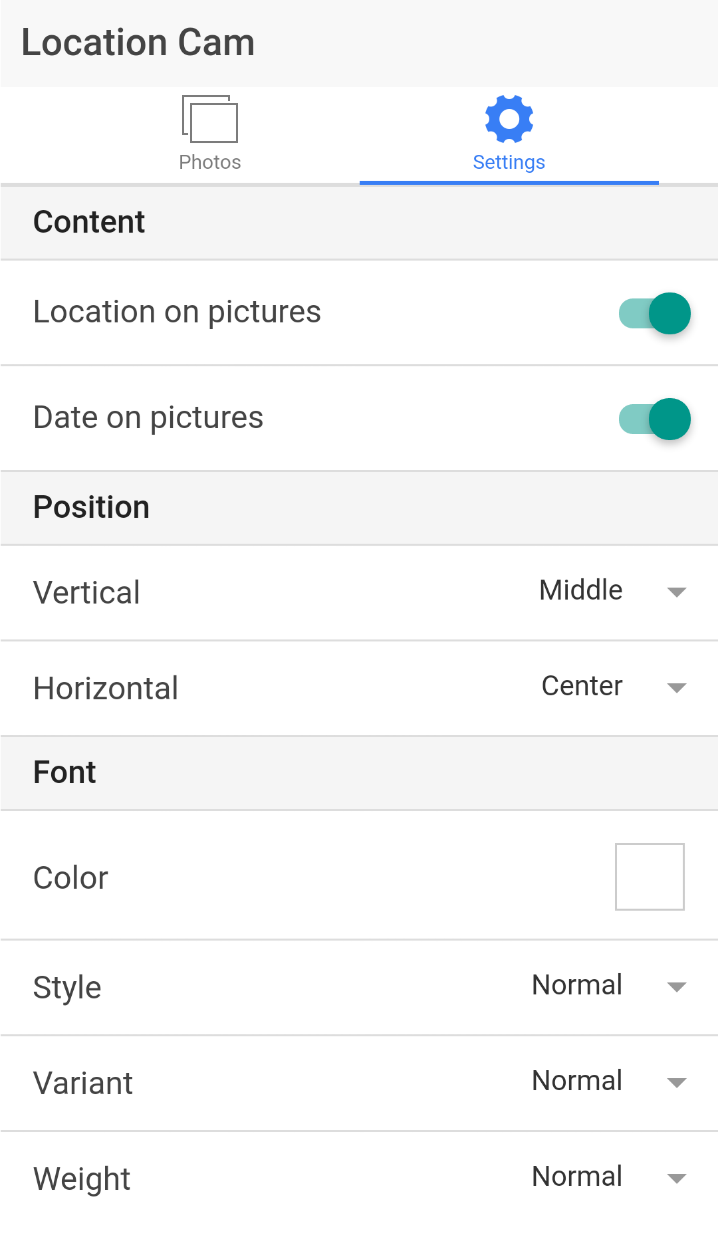 Location Cam
Photos
Settings
Content
Location on pictures
Date on pictures
Position
Vertical Middle
Horizontal Center
Font
Color
Style Normal
Variant Normal
Weight Normal